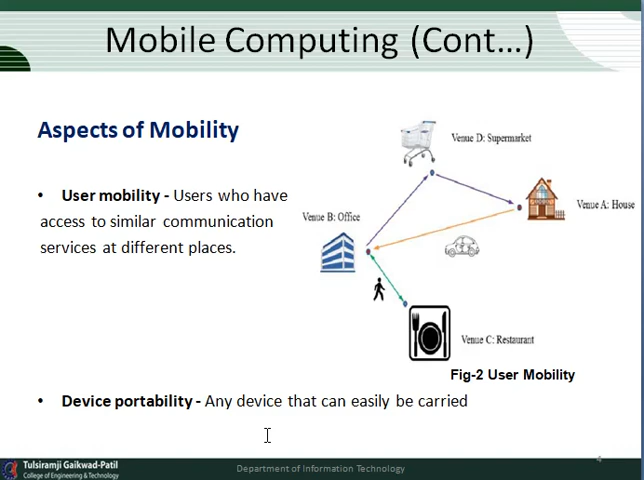 Mobile Computing (Cont…)
Aspects of Mobility
• User mobility - Users who have
access to similar communication
services at different places.
Venue D: Supermarket
Venue A: House
Venue B: Office
Venue C: Restaurant
Fig-2 User Mobility
• Device portability - Any device that can easily be carried
4
Tulsiramji Gaikwad-Patil
College of Engineering & Technology
Department of Information Technology